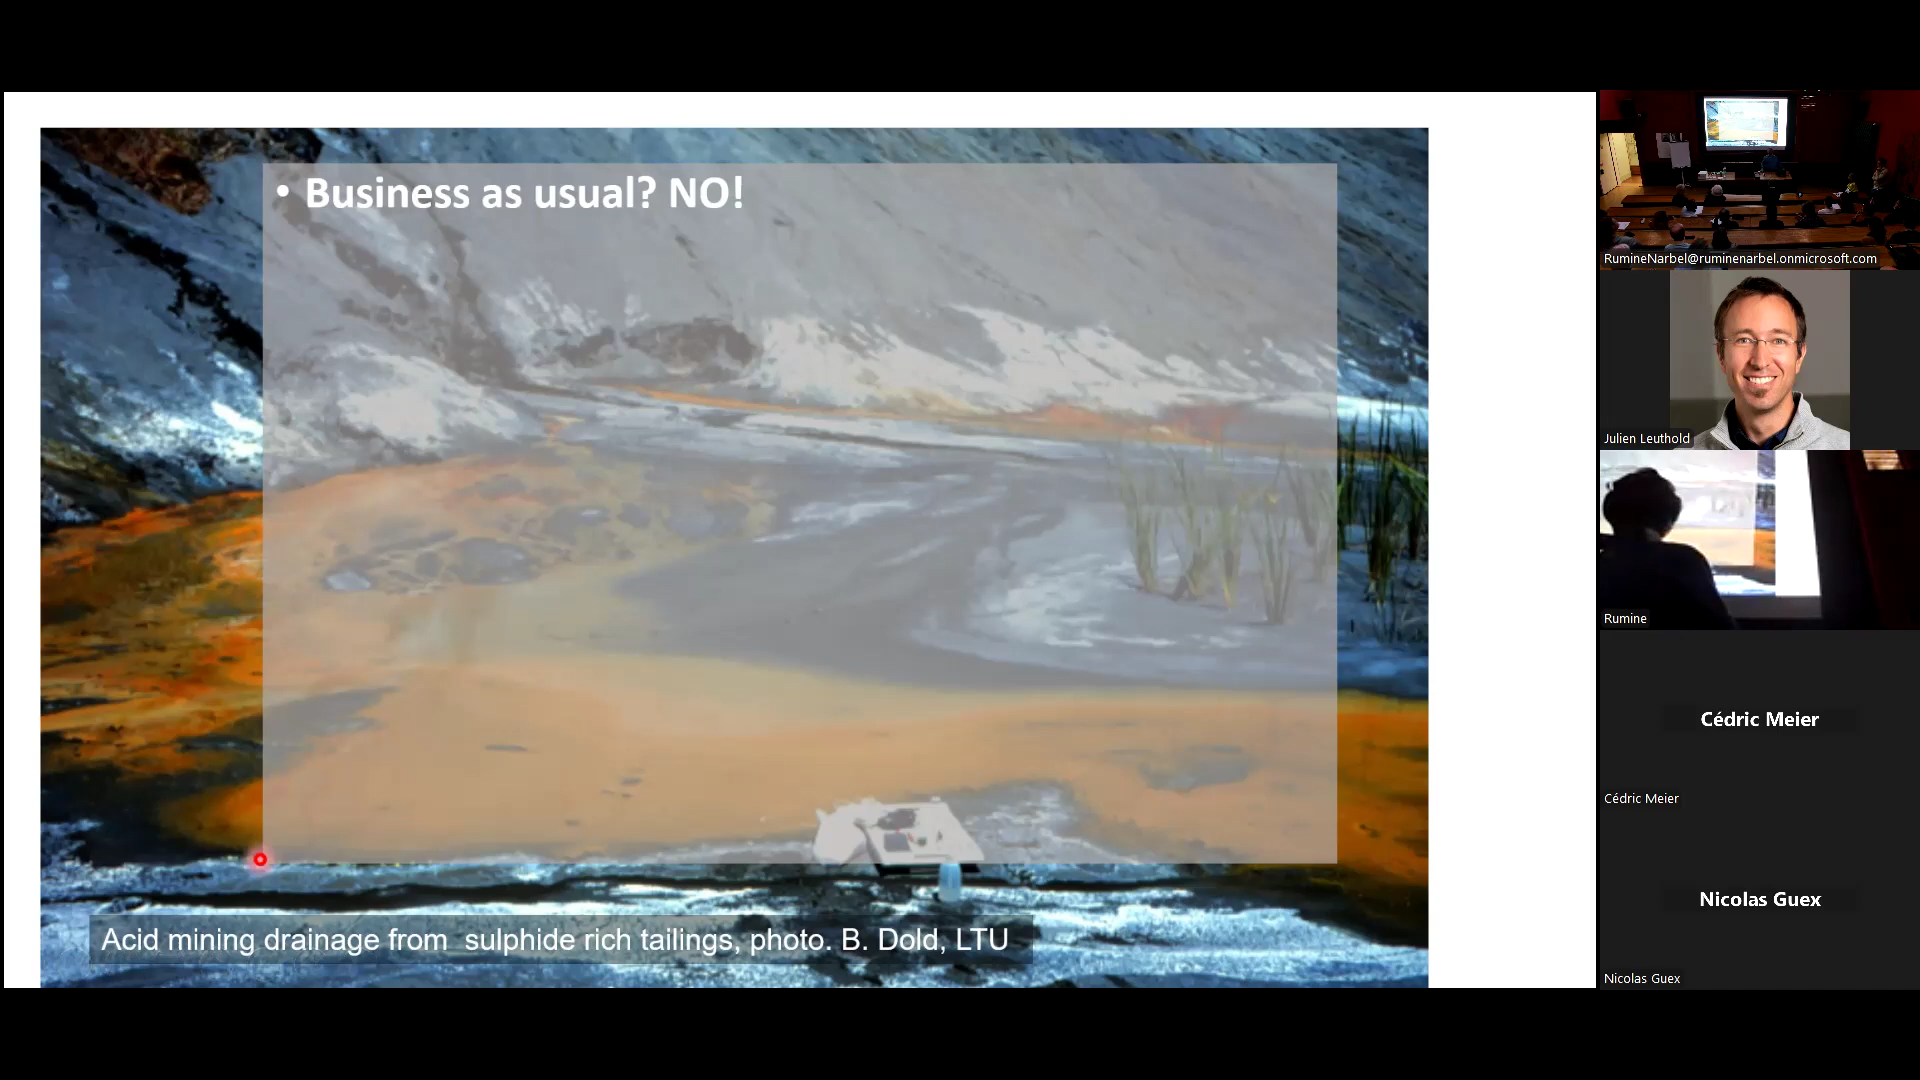 • Business as usual? NO!
Acid mining drainage from sulphide rich tailings, photo. B. Dold, LTU
RumineNarbel@ruminenarbel.onmicrosoft.com
Julien Leuthold
Rumine
Cédric Meier
Cédric Meier
Nicolas Guex
Nicolas Guex